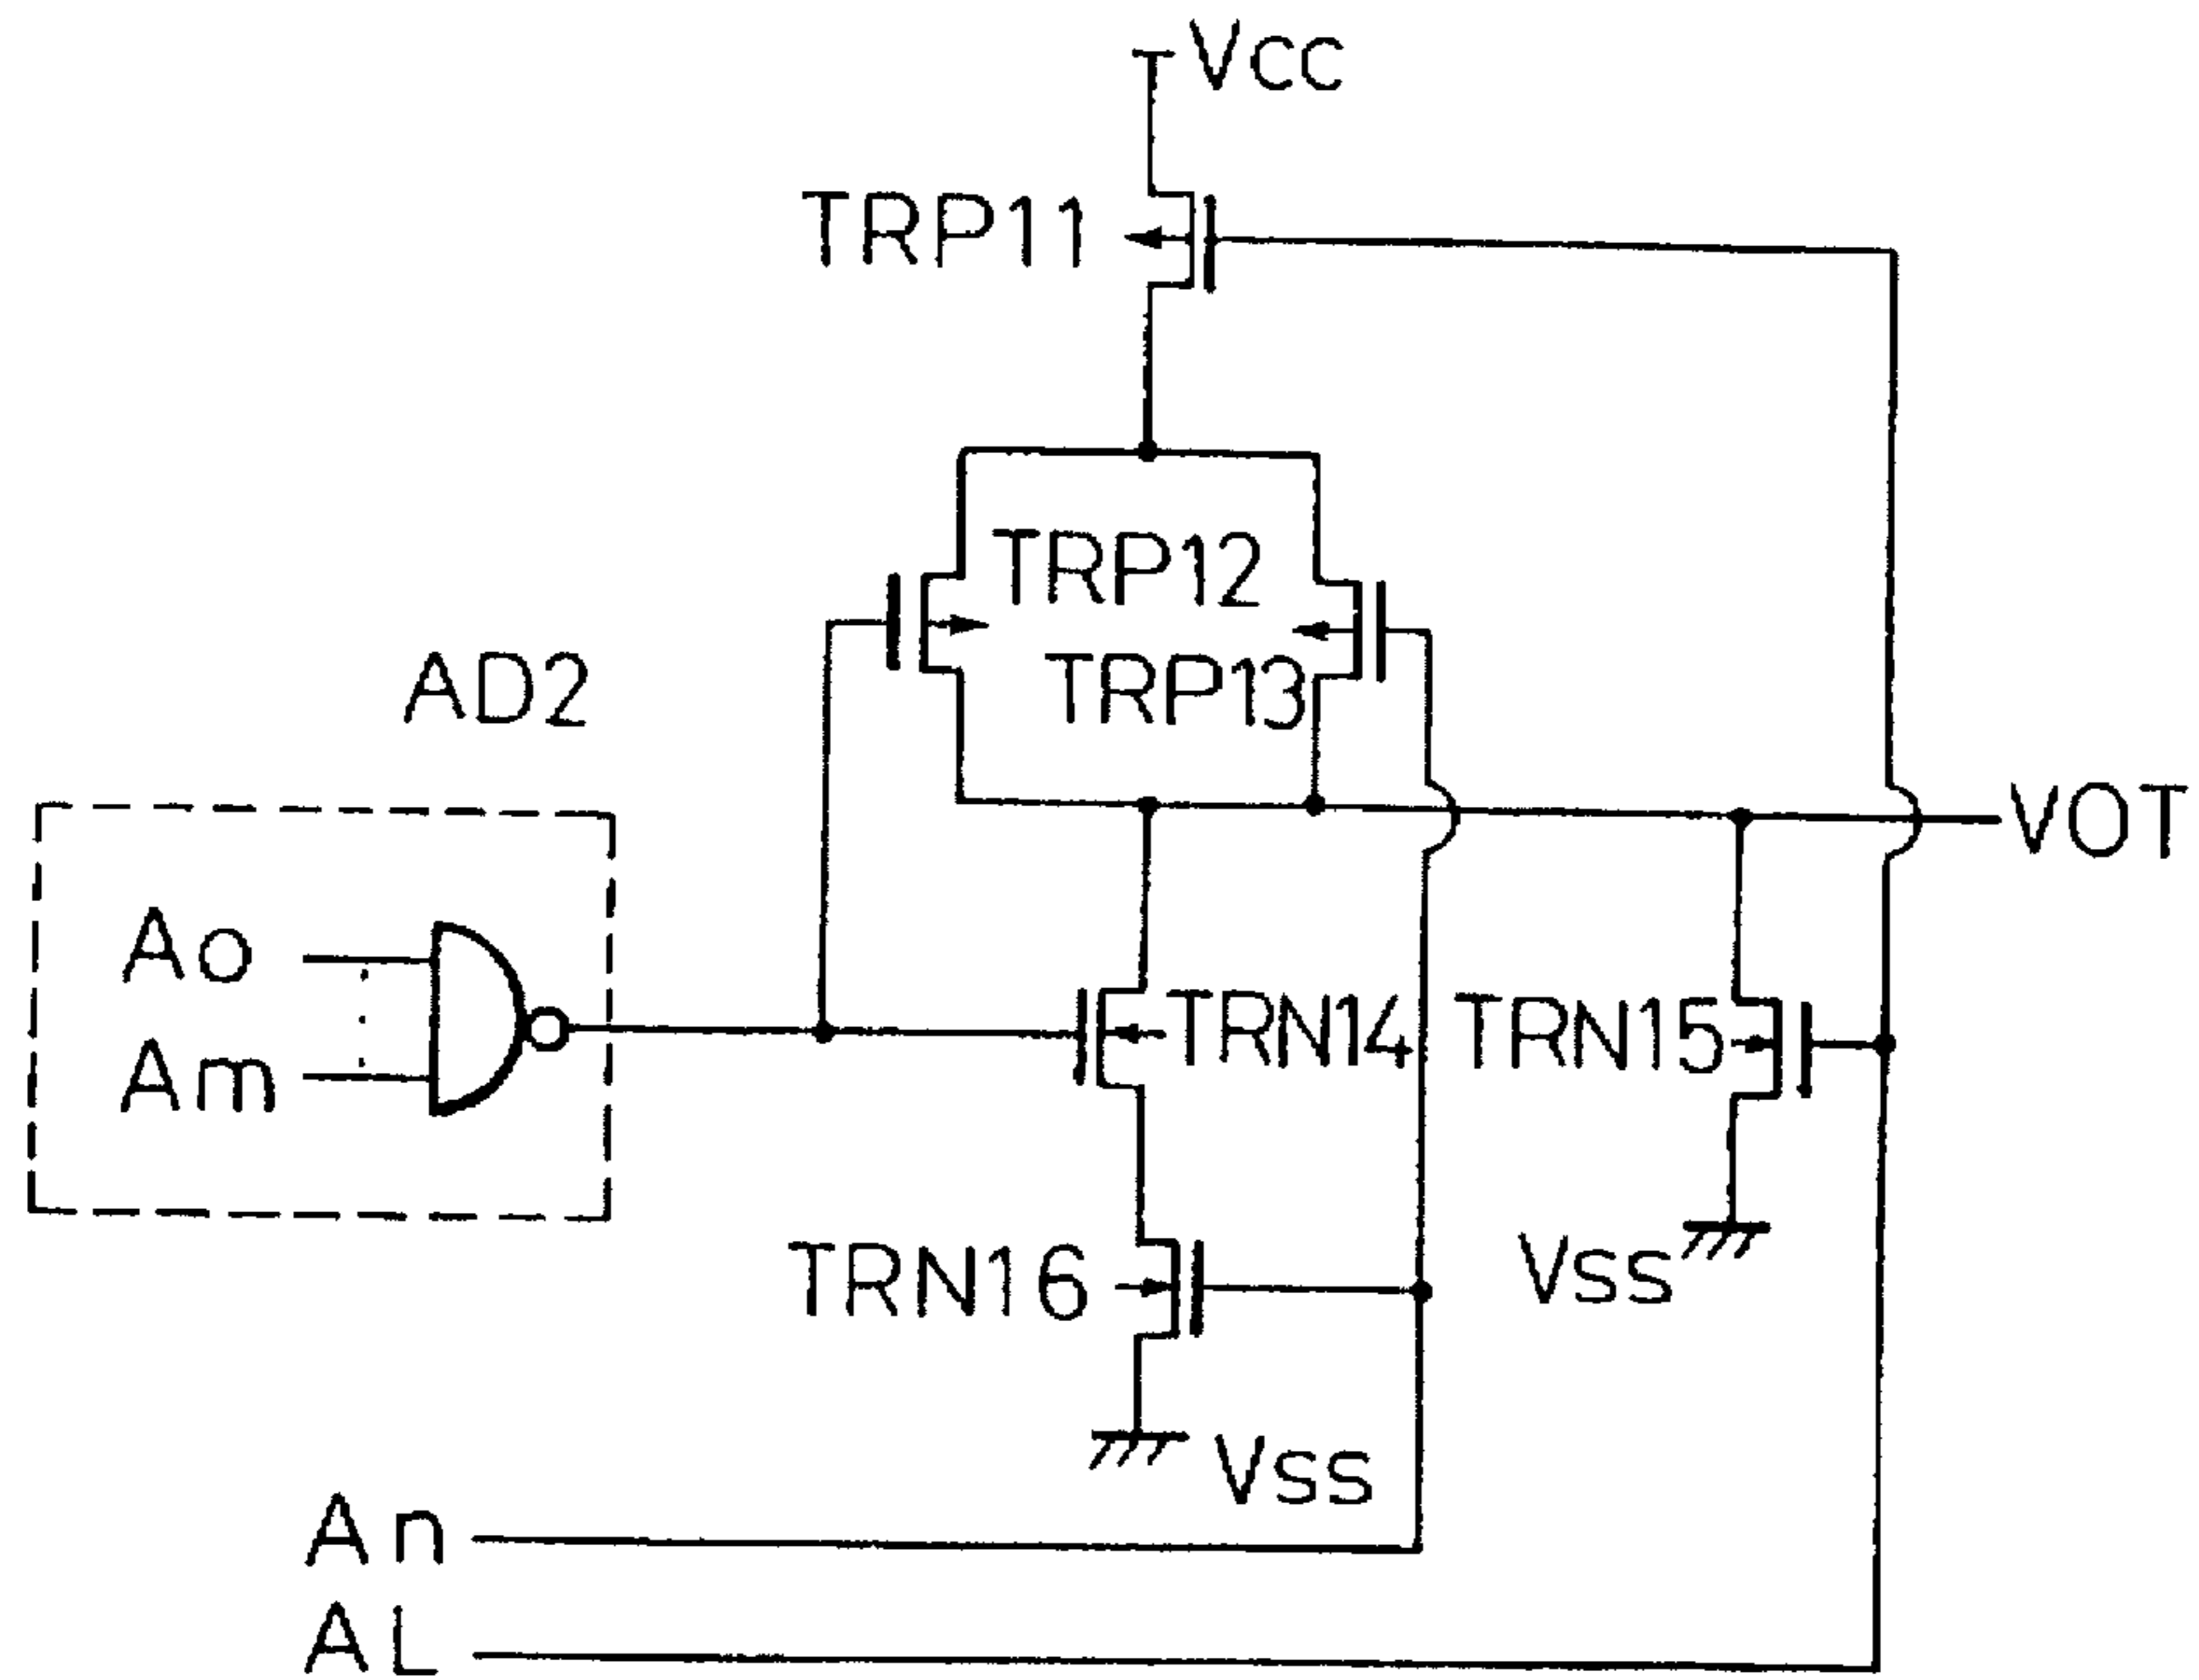 Vcc
TRP11
TRP12
TRP13
AD2
VOT
Ao
Am
TRN14
TRN15
TRN16
Vss
Vss
An
AL